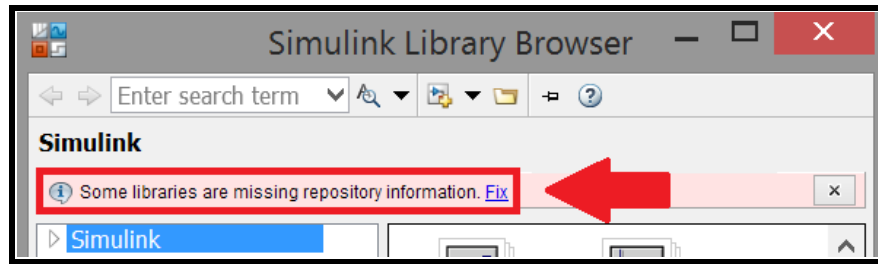 Simulink Library Browser
Enter search term
Simulink
Some libraries are missing repository information. Fix
Simulink